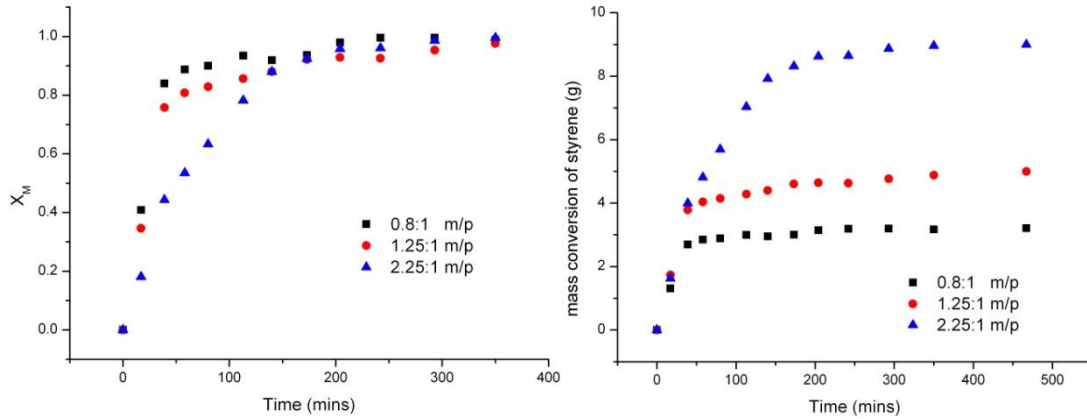 1.0
0.8
0.6
0.4
0.2
0.0
X_M
0.8:1 m/p
1.25:1 m/p
2.25:1 m/p
0 100 200 300 400
Time (mins)
10
8
6
4
2
0
mass conversion of styrene (g)
0.8:1 m/p
1.25:1 m/p
2.25:1 m/p
0 100 200 300 400 500
Time (mins)